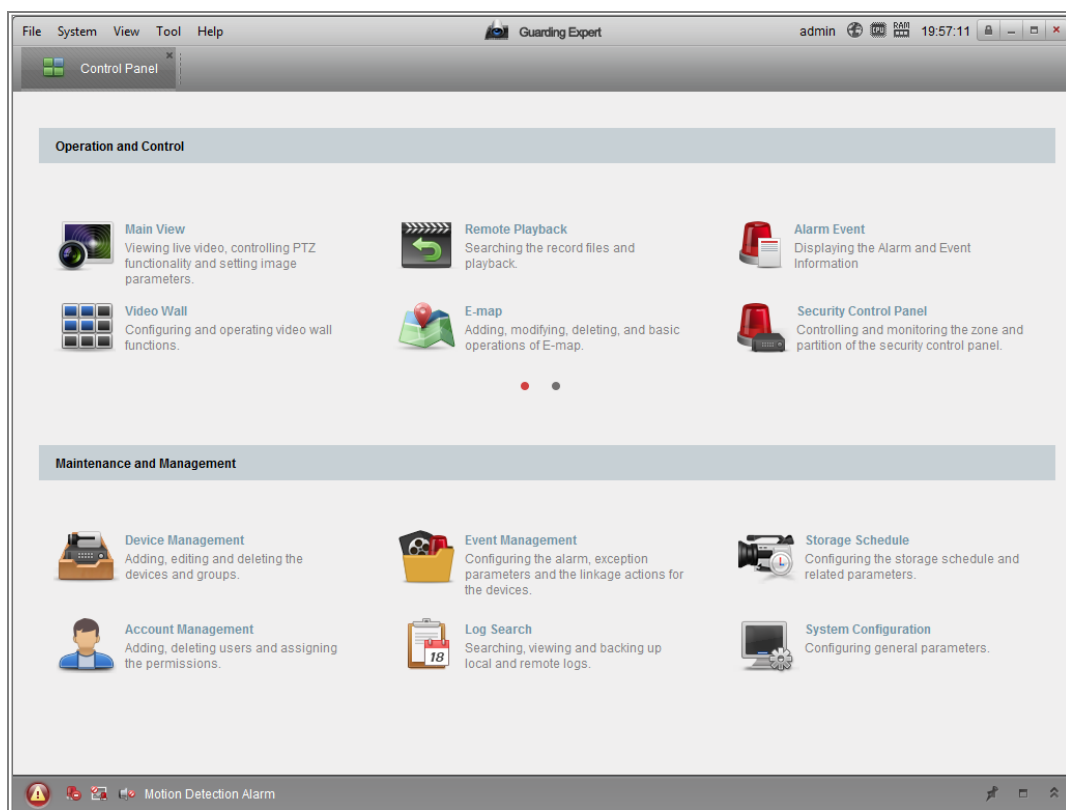 File System View Tool Help Guarding Expert admin CPU RAM 19:57:11
Control Panel
Operation and Control
Main View
Viewing live video, controlling PTZ
functionality and setting image
parameters.
Remote Playback
Searching the record files and
playback.
Alarm Event
Displaying the Alarm and Event
Information
Video Wall
Configuring and operating video wall
functions.
E-map
Adding, modifying, deleting, and basic
operations of E-map.
Security Control Panel
Controlling and monitoring the zone and
partition of the security control panel.
Maintenance and Management
Device Management
Adding, editing and deleting the
devices and groups.
Event Management
Configuring the alarm, exception
parameters and the linkage actions for
the devices.
Storage Schedule
Configuring the storage schedule and
related parameters.
Account Management
Adding, deleting users and assigning
the permissions.
18
Log Search
Searching, viewing and backing up
local and remote logs.
System Configuration
Configuring general parameters.
Motion Detection Alarm